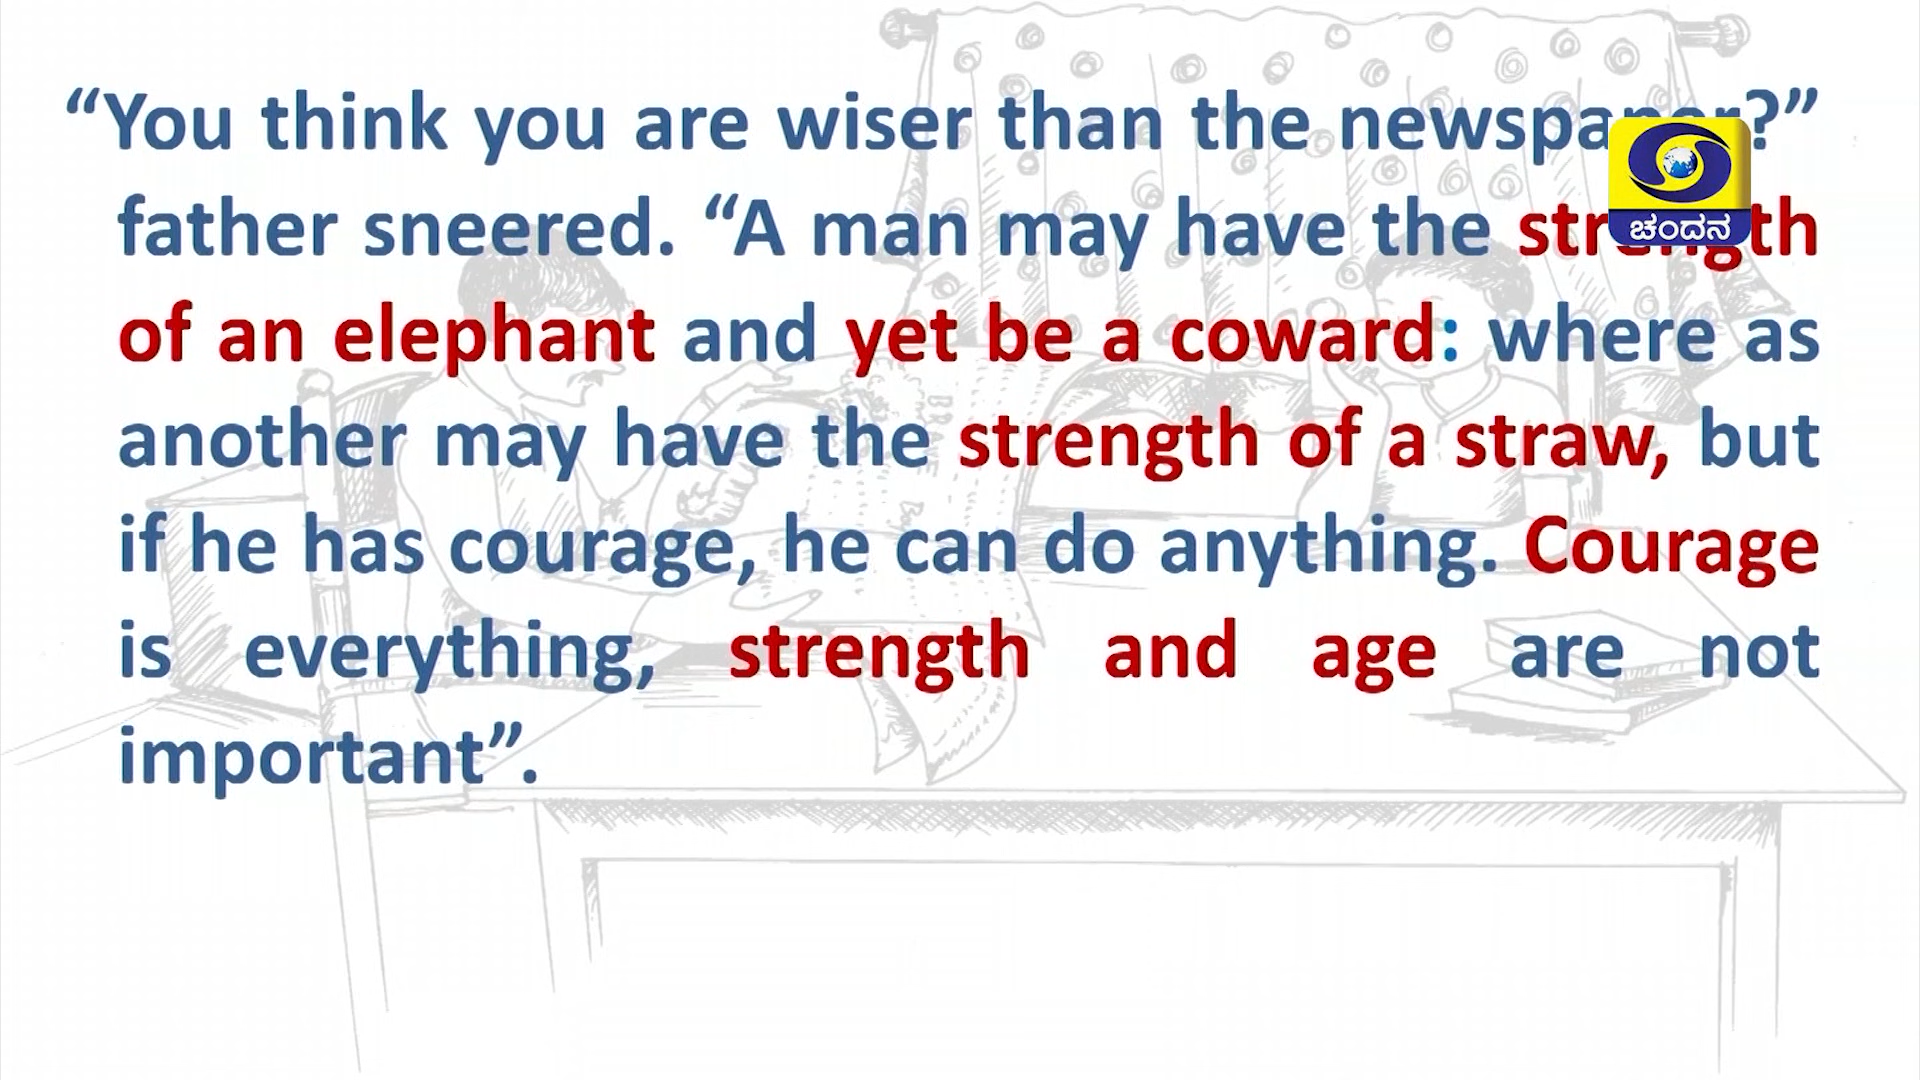 “You think you are wiser than the newspaper?”
father sneered. “A man may have the strength
of an elephant and yet be a coward: where as
another may have the strength of a straw, but
if he has courage, he can do anything. Courage
is everything, strength and age are not
important”.
ಚಂದನ